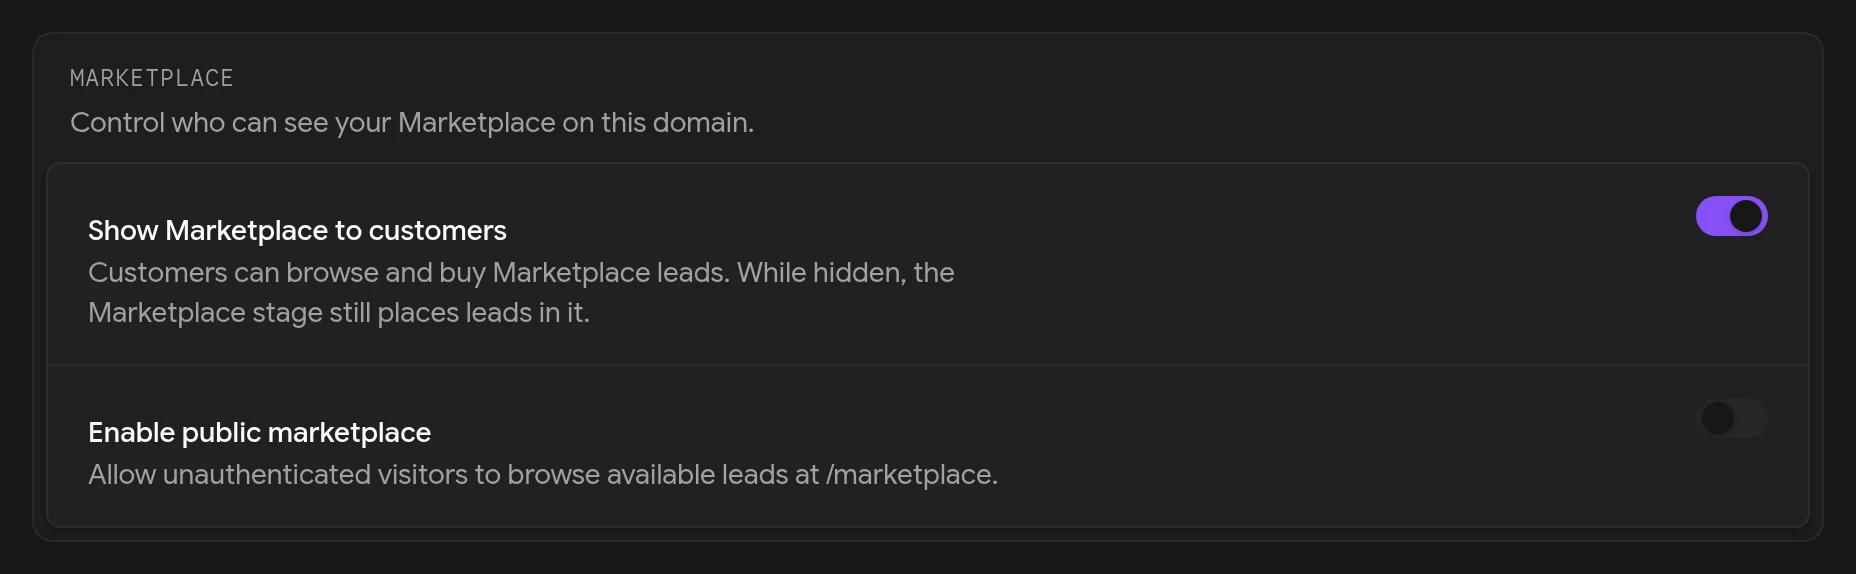 MARKETPLACE
Control who can see your Marketplace on this domain.
Show Marketplace to customers
Customers can browse and buy Marketplace leads. While hidden, the
Marketplace stage still places leads in it.
Enable public marketplace
Allow unauthenticated visitors to browse available leads at /marketplace.